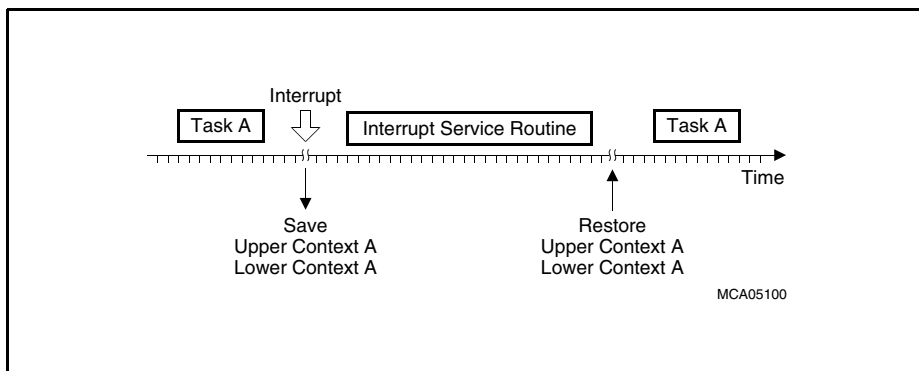 Interrupt
Task A
Interrupt Service Routine
Task A
Time
Save
Upper Context A
Lower Context A
Restore
Upper Context A
Lower Context A
MCA05100